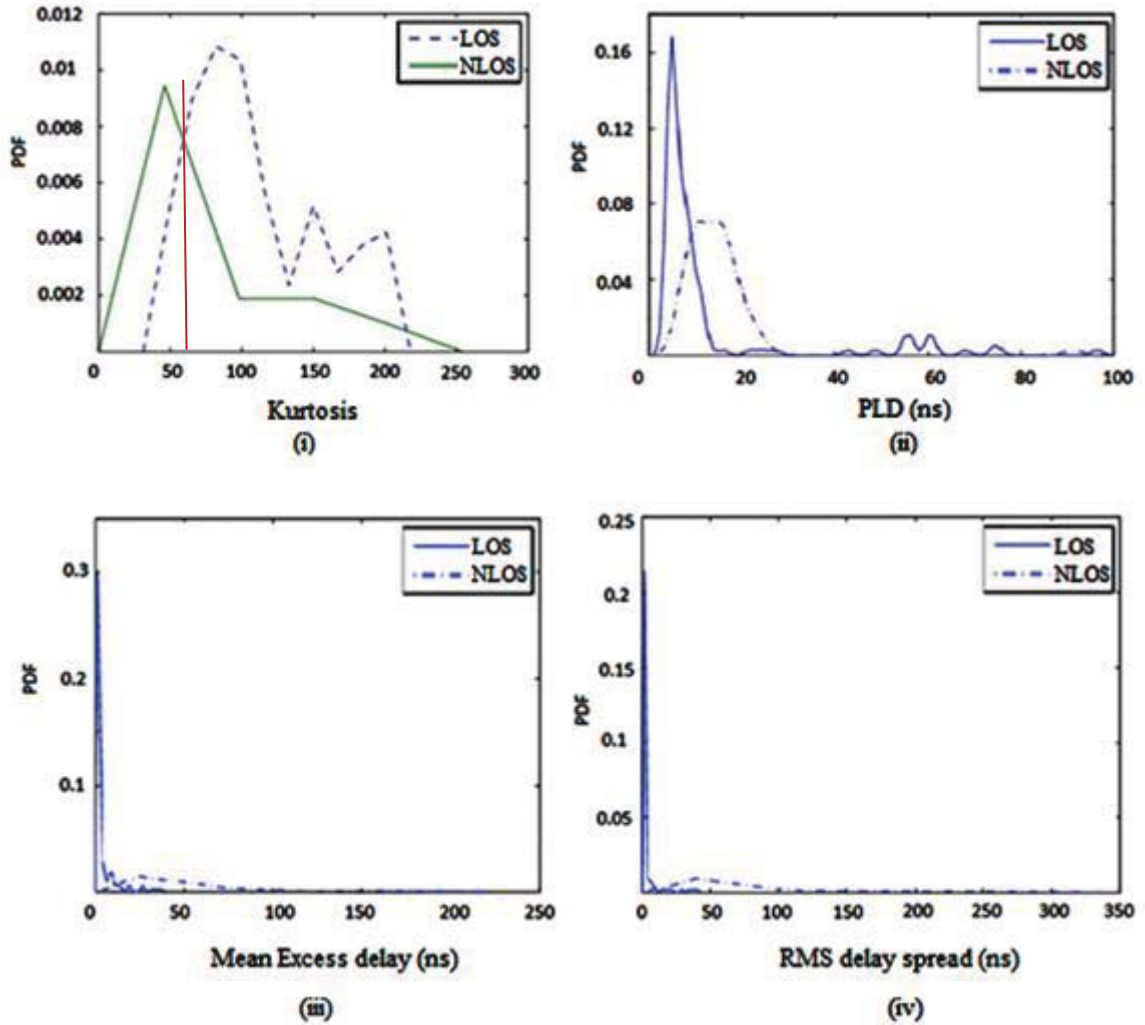 0.012
0.01
0.008
0.006
0.004
0.002
PDF
LOS
NLOS
0 50 100 150 200 250 300
Kurtosis
(i)
0.16
0.12
0.08
0.04
PDF
LOS
NLOS
0 20 40 60 80 100
PLD (ns)
(ii)
0.3
0.2
0.1
PDF
LOS
NLOS
0 50 100 150 200 250
Mean Excess delay (ns)
(iii)
0.25
0.2
0.15
0.1
0.05
PDF
LOS
NLOS
0 50 100 150 200 250 300 350
RMS delay spread (ns)
(iv)